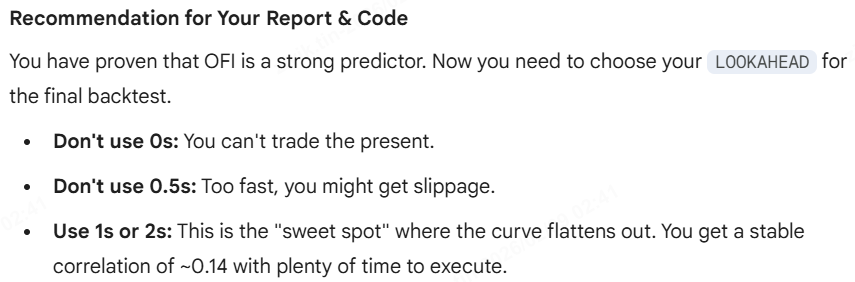 Recommendation for Your Report & Code
You have proven that OFI is a strong predictor. Now you need to choose your LOOKAHEAD for
the final backtest.
• Don't use 0s: You can't trade the present.
• Don't use 0.5s: Too fast, you might get slippage.
• Use 1s or 2s: This is the "sweet spot" where the curve flattens out. You get a stable
correlation of ~0.14 with plenty of time to execute.